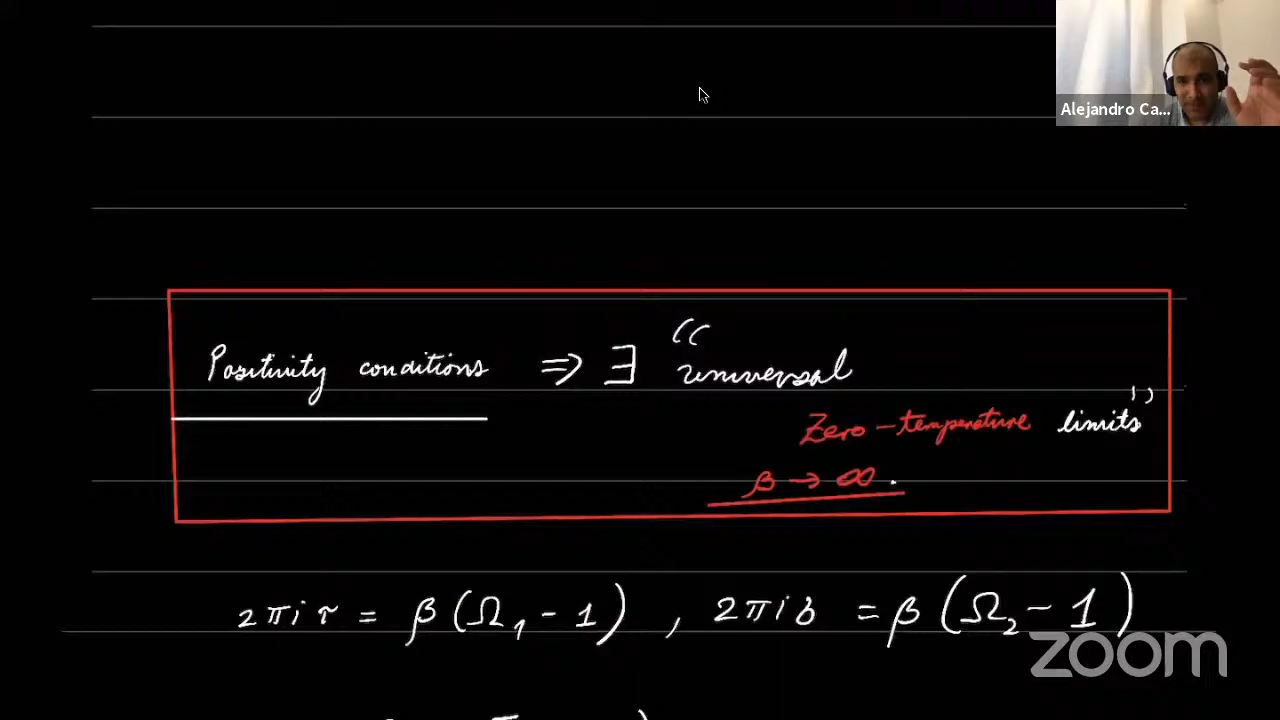 Alejandro Ca...
Positivity conditions ⇒ ∃ “universal
Zero-temperature limits”
β → ∞.
2πiτ = β(Ω₁ - 1) , 2πiσ = β(Ω₂ - 1)
zoom